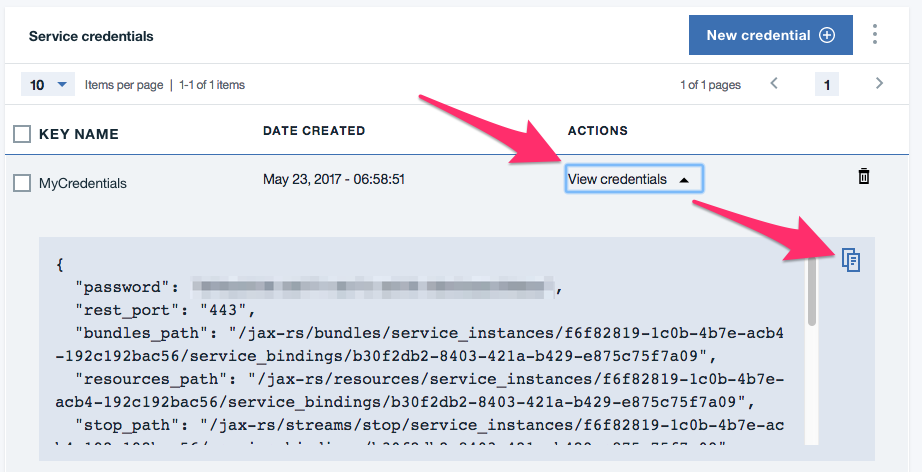 Service credentials
New credential
10 Items per page | 1-1 of 1 items 1 of 1 pages 1
KEY NAME DATE CREATED ACTIONS
MyCredentials May 23, 2017 - 06:58:51 View credentials
{
"password": ,
"rest_port": "443",
"bundles_path": "/jax-rs/bundles/service_instances/f6f82819-1c0b-4b7e-acb4
-192c192bac56/service_bindings/b30f2db2-8403-421a-b429-e875c75f7a09",
"resources_path": "/jax-rs/resources/service_instances/f6f82819-1c0b-4b7e-
acb4-192c192bac56/service_bindings/b30f2db2-8403-421a-b429-e875c75f7a09",
"stop_path": "/jax-rs/streams/stop/service_instances/f6f82819-1c0b-4b7e-ac